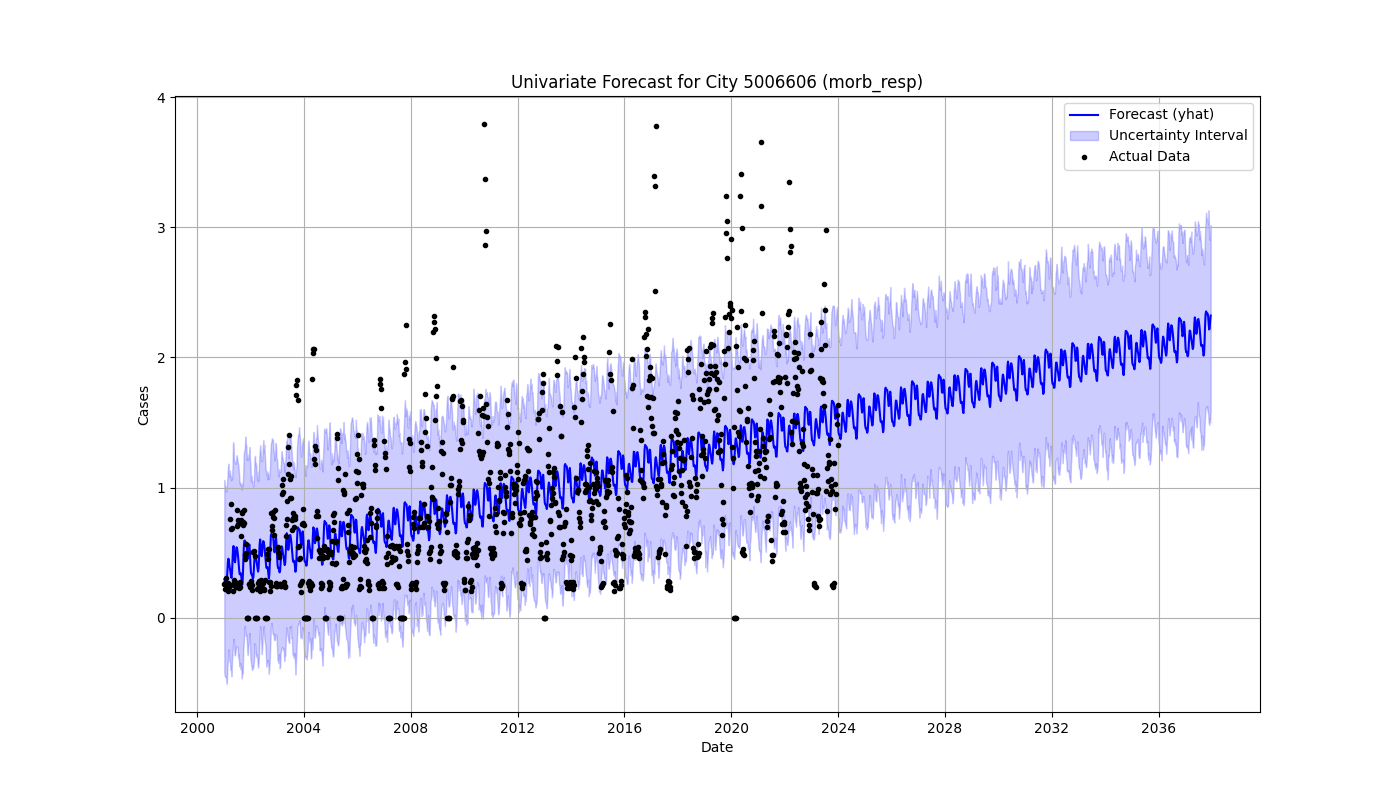 Univariate Forecast for City 5006606 (morb_resp)
Forecast (yhat)
Uncertainty Interval
Actual Data
Cases
4
3
2
1
0
2000 2004 2008 2012 2016 2020 2024 2028 2032 2036
Date